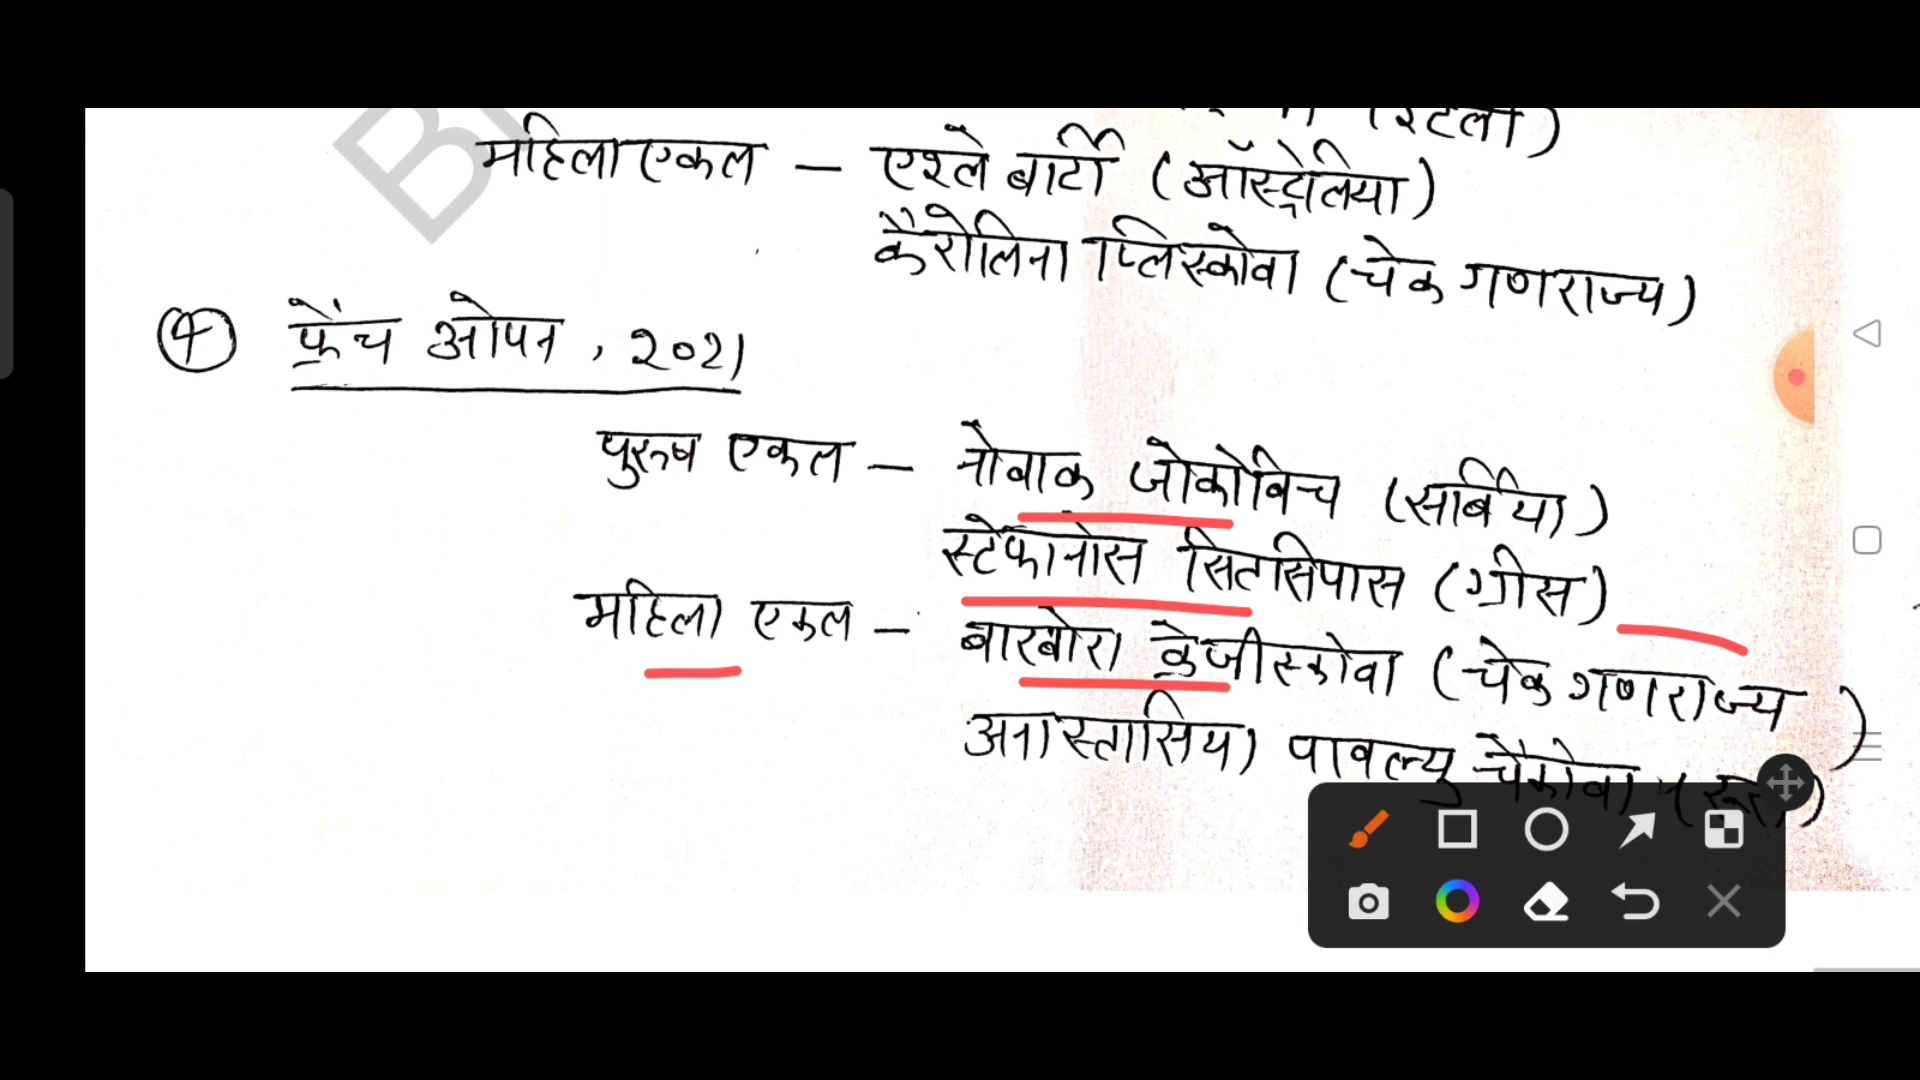 महिला एकल – एश्ले बार्टी (ऑस्ट्रेलिया)
कैरोलिना प्लिस्कोवा (चेक गणराज्य)
④ फ्रैंच ओपन, 2021
पुरुष एकल – नोवाक जोकोविच (सर्बिया)
स्टेफानोस सितसिपास (ग्रीस)
महिला एकल – बारबोरा क्रेजीस्कोवा (चेक गणराज्य)
अनास्तासिया पावल्यु चैंकोवा